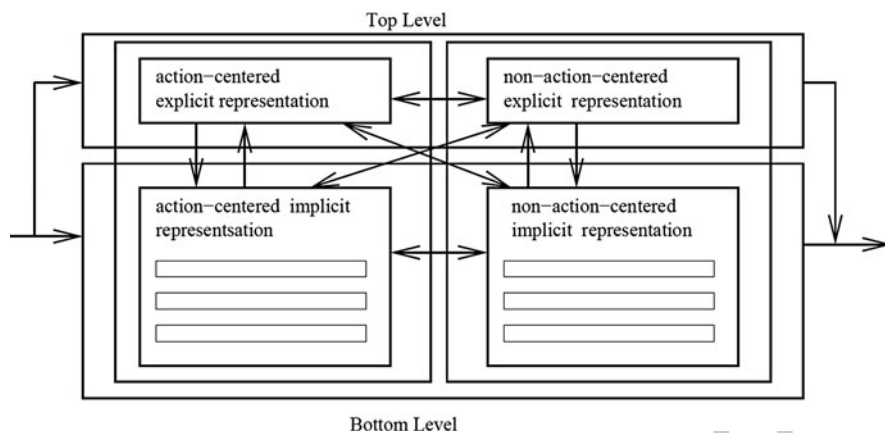 Top Level
action−centered
explicit representation
non−action−centered
explicit representation
action−centered implicit
representsation
non−action−centered
implicit representation
Bottom Level